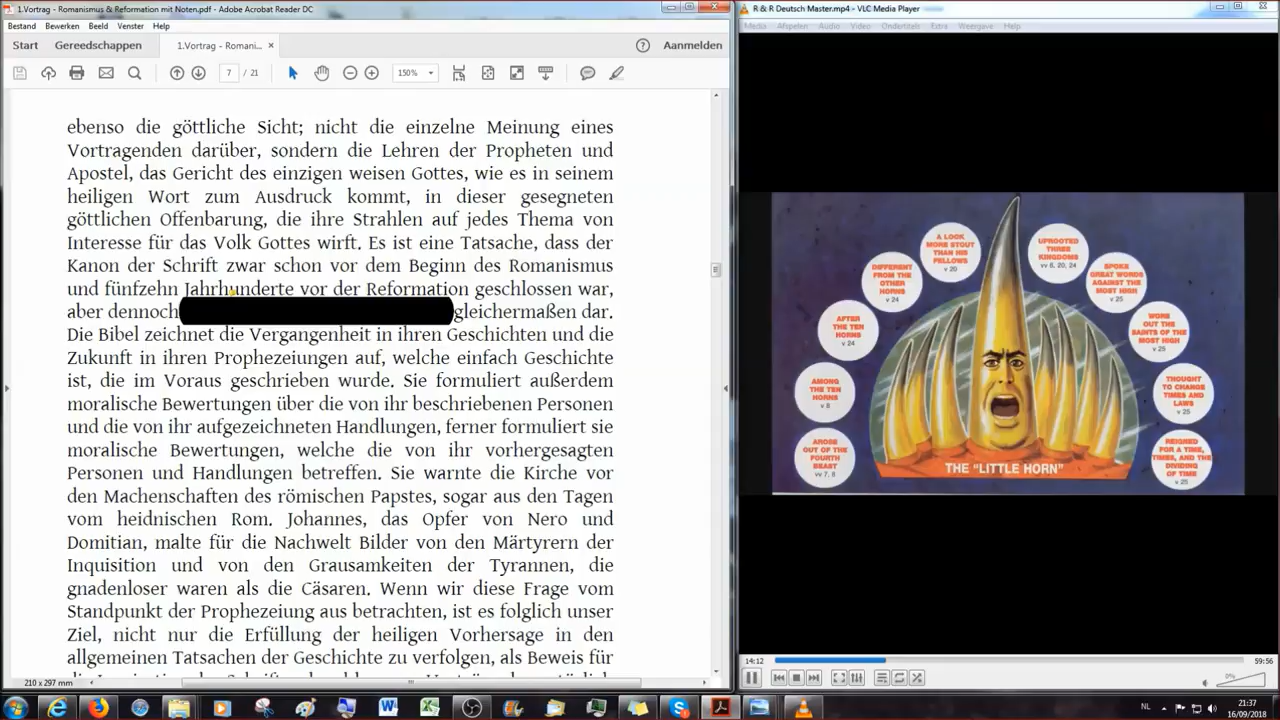 1.Vortrag - Romanismus & Reformation mit Noten.pdf - Adobe Acrobat Reader DC
Bestand Bewerken Beeld Venster Help
Start Gereedschappen 1.Vortrag - Romani... × Aanmelden
7 / 21 150%
ebenso die göttliche Sicht; nicht die einzelne Meinung eines
Vortragenden darüber, sondern die Lehren der Propheten und
Apostel, das Gericht des einzigen weisen Gottes, wie es in seinem
heiligen Wort zum Ausdruck kommt, in dieser gesegneten
göttlichen Offenbarung, die ihre Strahlen auf jedes Thema von
Interesse für das Volk Gottes wirft. Es ist eine Tatsache, dass der
Kanon der Schrift zwar schon vor dem Beginn des Romanismus
und fünfzehn Jahrhunderte vor der Reformation geschlossen war,
aber dennoch gleichermaßen dar.
Die Bibel zeichnet die Vergangenheit in ihren Geschichten und die
Zukunft in ihren Prophezeiungen auf, welche einfach Geschichte
ist, die im Voraus geschrieben wurde. Sie formuliert außerdem
moralische Bewertungen über die von ihr beschriebenen Personen
und die von ihr aufgezeichneten Handlungen, ferner formuliert sie
moralische Bewertungen, welche die von ihr vorhergesagten
Personen und Handlungen betreffen. Sie warnte die Kirche vor
den Machenschaften des römischen Papstes, sogar aus den Tagen
vom heidnischen Rom. Johannes, das Opfer von Nero und
Domitian, malte für die Nachwelt Bilder von den Märtyrern der
Inquisition und von den Grausamkeiten der Tyrannen, die
gnadenloser waren als die Cäsaren. Wenn wir diese Frage vom
Standpunkt der Prophezeiung aus betrachten, ist es folglich unser
Ziel, nicht nur die Erfüllung der heiligen Vorhersage in den
allgemeinen Tatsachen der Geschichte zu verfolgen, als Beweis für
210 x 297 mm
R & R Deutsch Master.mp4 - VLC Media Player
Media Afspelen Audio Video Ondertitels Extra Weergave Help
AROSE
OUT OF THE
FOURTH
BEAST
vv 7, 8
AMONG
THE TEN
HORNS
v 8
AFTER
THE TEN
HORNS
v 24
DIFFERENT
FROM THE
OTHER
HORNS
v 24
A LOOK
MORE STOUT
THAN HIS
FELLOWS
v 20
UPROOTED
THREE
KINGDOMS
vv 8, 20, 24
SPOKE
GREAT WORDS
AGAINST THE
MOST HIGH
v 25
WORE
OUT THE
SAINTS OF THE
MOST HIGH
v 25
THOUGHT
TO CHANGE
TIMES AND
LAWS
v 25
REIGNED
FOR A TIME,
TIMES, AND THE
DIVIDING
OF TIME
v 25
THE "LITTLE HORN"
14:12 59:56
0%
NL 21:37
16/09/2018